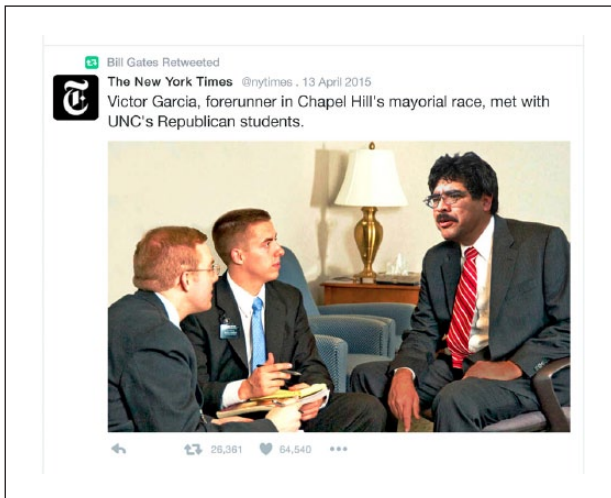 Bill Gates Retweeted
The New York Times @nytimes . 13 April 2015
Victor Garcia, forerunner in Chapel Hill's mayorial race, met with
UNC's Republican students.
26,361 64,540